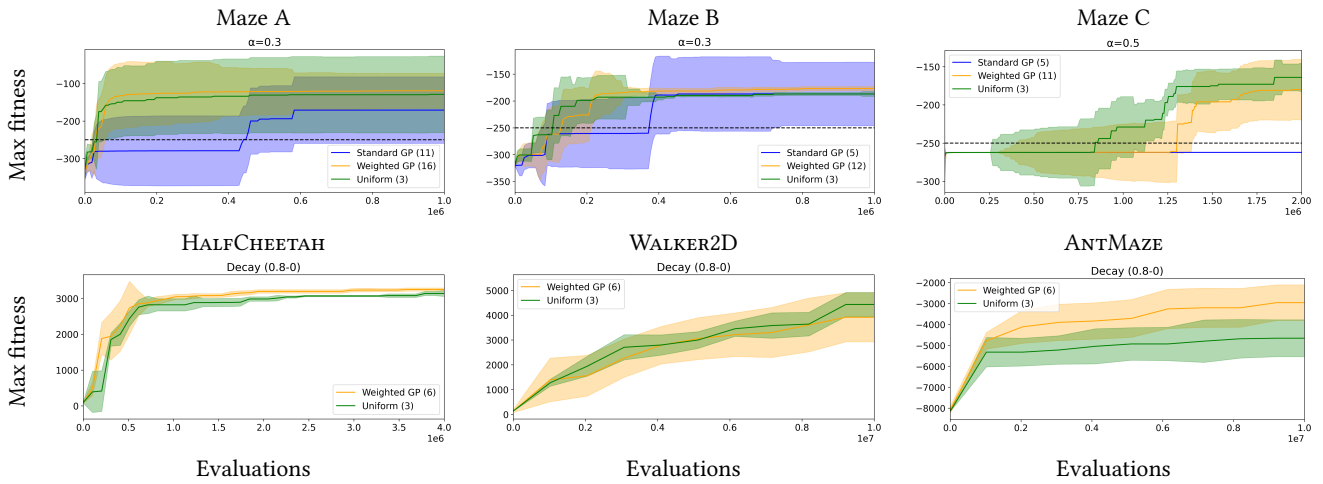 Maze A
Maze B
Maze C
α=0.3
α=0.3
α=0.5
Max fitness
−100
−200
−300
Standard GP (11)
Weighted GP (16)
Uniform (3)
0.0
0.2
0.4
0.6
0.8
1.0
1e6
−150
−200
−250
−300
−350
Standard GP (5)
Weighted GP (12)
Uniform (3)
0.0
0.2
0.4
0.6
0.8
1.0
1e6
−150
−200
−250
−300
Standard GP (5)
Weighted GP (11)
Uniform (3)
0.00
0.25
0.50
0.75
1.00
1.25
1.50
1.75
2.00
1e6
HalfCheetah
Walker2D
AntMaze
Decay (0.8-0)
Decay (0.8-0)
Decay (0.8-0)
Max fitness
3000
2000
1000
0
Weighted GP (6)
Uniform (3)
0.0
0.5
1.0
1.5
2.0
2.5
3.0
3.5
4.0
1e6
5000
4000
3000
2000
1000
0
Weighted GP (6)
Uniform (3)
0.0
0.2
0.4
0.6
0.8
1.0
1e7
−2000
−3000
−4000
−5000
−6000
−7000
−8000
Weighted GP (6)
Uniform (3)
0.0
0.2
0.4
0.6
0.8
1.0
1e7
Evaluations
Evaluations
Evaluations